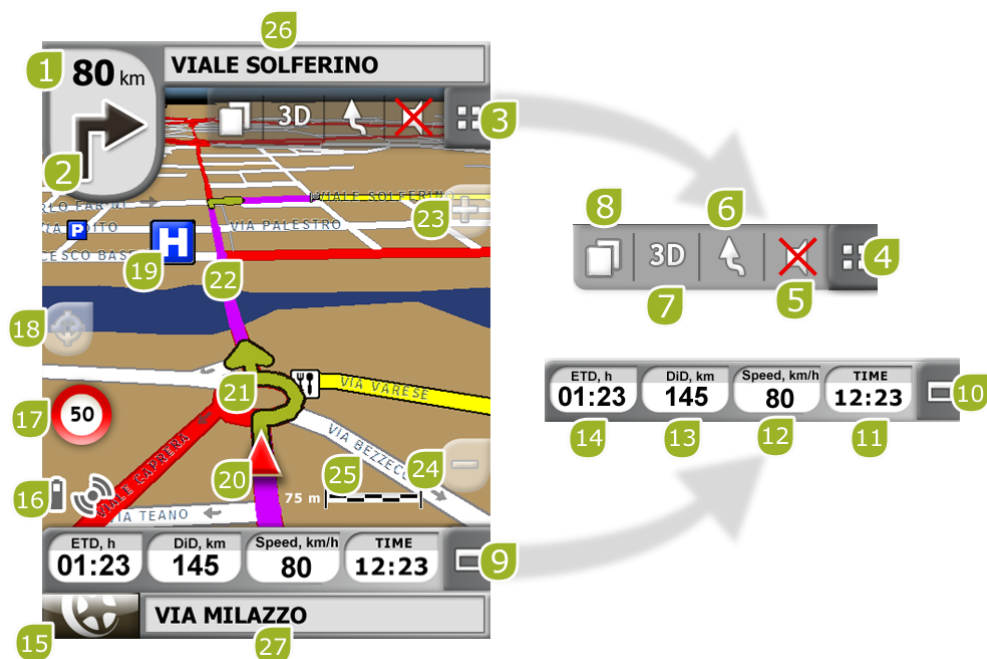 26
1
80 km
VIALE SOLFERINO
3D
3
2
VIALE SOLFERINO
23
P
VIA PALESTRO
H
19
22
18
21
VIA VARESE
17
50
VIALE CAPRERA
VIA BEZZECC
20
25
24
16
75 m
VIA TEANO
ETD, h
01:23
DiD, km
145
Speed, km/h
80
TIME
12:23
9
15
VIA MILAZZO
27
8
6
3D
4
7
5
ETD, h
01:23
DiD, km
145
Speed, km/h
80
TIME
12:23
10
14
13
12
11